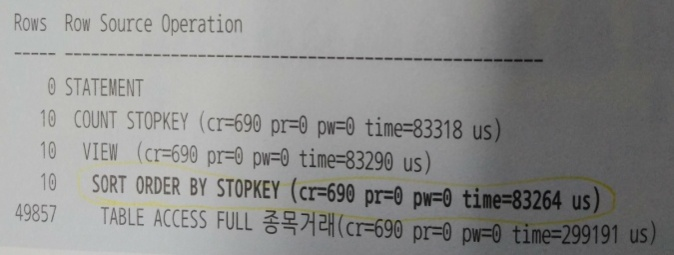 Rows Row Source Operation
----- ---------------------------------------------------
0 STATEMENT
10 COUNT STOPKEY (cr=690 pr=0 pw=0 time=83318 us)
10 VIEW (cr=690 pr=0 pw=0 time=83290 us)
10 SORT ORDER BY STOPKEY (cr=690 pr=0 pw=0 time=83264 us)
49857 TABLE ACCESS FULL 종목거래(cr=690 pr=0 pw=0 time=299191 us)